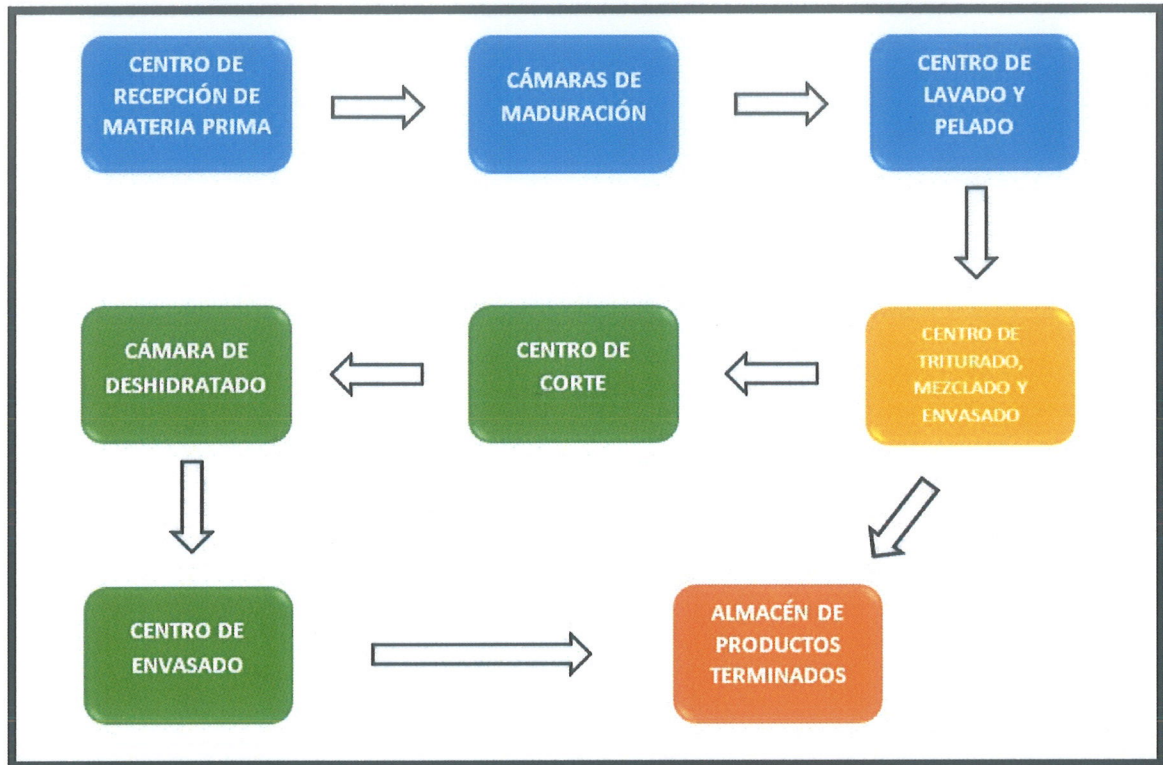 CENTRO DE
RECEPCIÓN DE
MATERIA PRIMA
CÁMARAS DE
MADURACIÓN
CENTRO DE
LAVADO Y
PELADO
CÁMARA DE
DESHIDRATADO
CENTRO DE
CORTE
CENTRO DE
TRITURADO,
MEZCLADO Y
ENVASADO
CENTRO DE
ENVASADO
ALMACÉN DE
PRODUCTOS
TERMINADOS